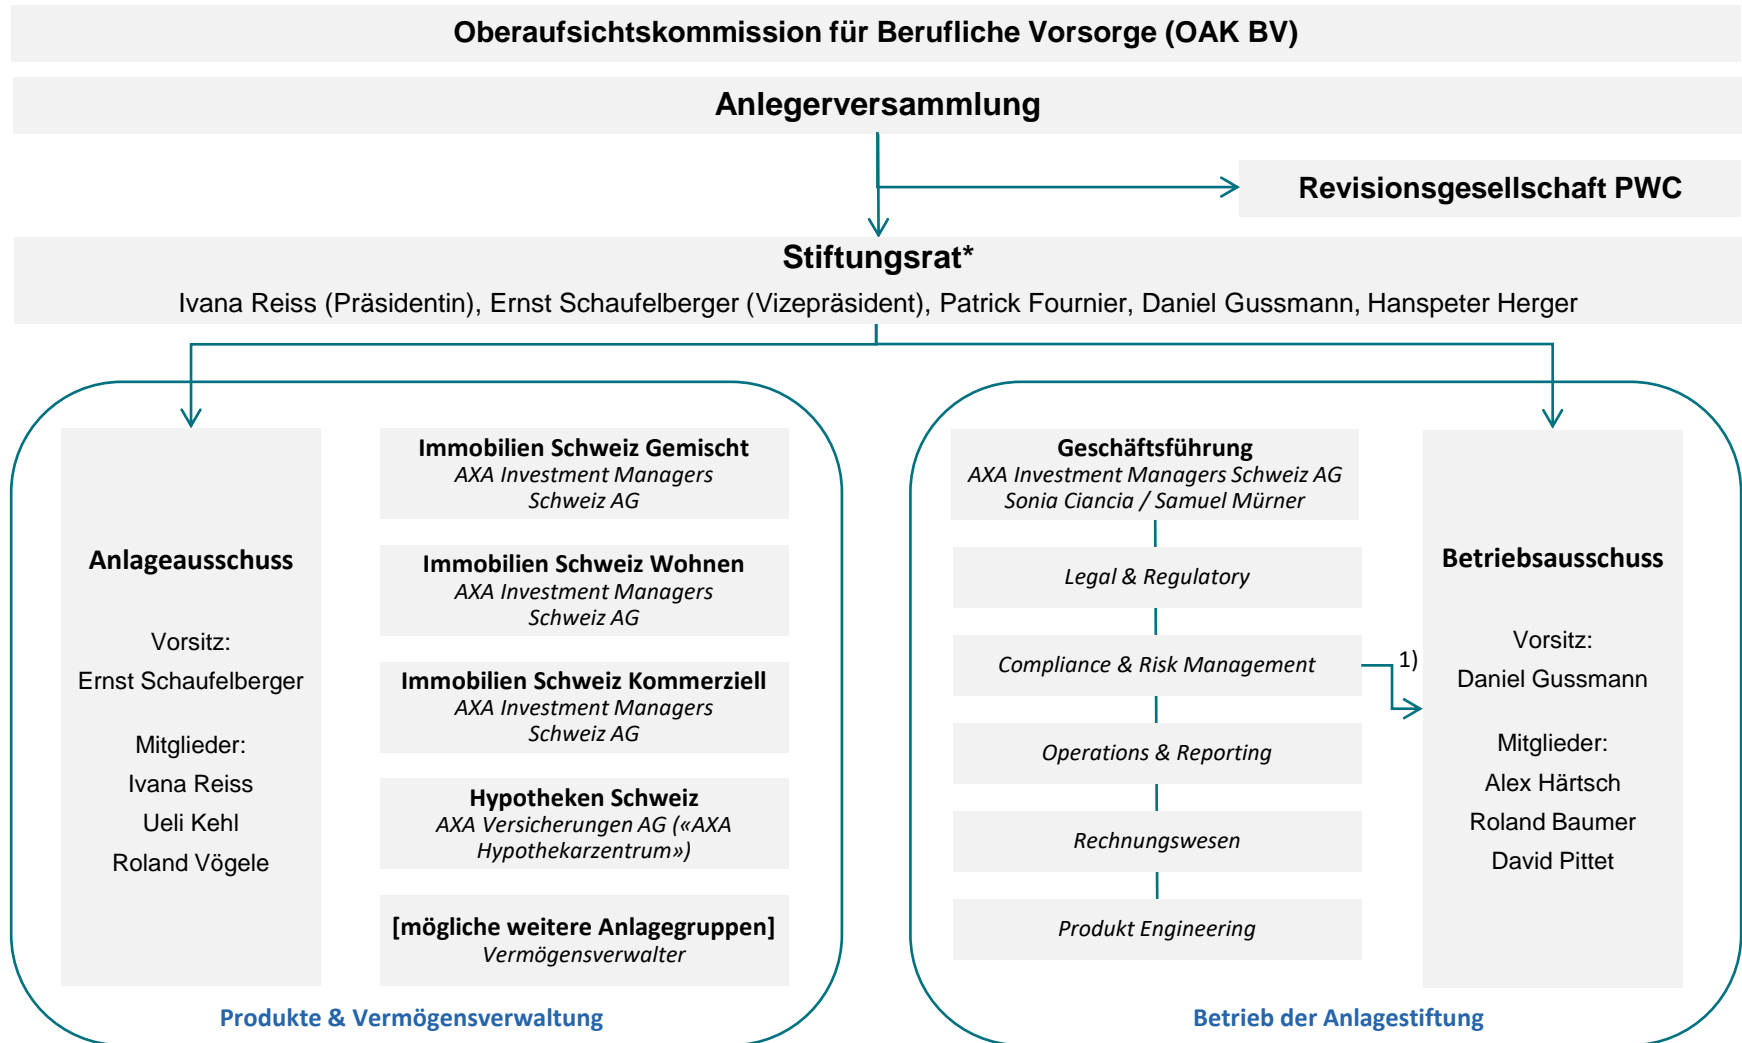 Oberaufsichtskommission für Berufliche Vorsorge (OAK BV)
Anlegerversammlung
Revisionsgesellschaft PWC
Stiftungsrat*
Ivana Reiss (Präsidentin), Ernst Schaufelberger (Vizepräsident), Patrick Fournier, Daniel Gussmann, Hanspeter Herger
Anlageausschuss
Vorsitz:
Ernst Schaufelberger
Mitglieder:
Ivana Reiss
Ueli Kehl
Roland Vögele
Immobilien Schweiz Gemischt
AXA Investment Managers
Schweiz AG
Immobilien Schweiz Wohnen
AXA Investment Managers
Schweiz AG
Immobilien Schweiz Kommerziell
AXA Investment Managers
Schweiz AG
Hypotheken Schweiz
AXA Versicherungen AG («AXA
Hypothekarzentrum»)
[mögliche weitere Anlagegruppen]
Vermögensverwalter
Produkte & Vermögensverwaltung
Geschäftsführung
AXA Investment Managers Schweiz AG
Sonia Ciancia / Samuel Mürner
Legal & Regulatory
Compliance & Risk Management
1)
Operations & Reporting
Rechnungswesen
Produkt Engineering
Betriebsausschuss
Vorsitz:
Daniel Gussmann
Mitglieder:
Alex Härtsch
Roland Baumer
David Pittet
Betrieb der Anlagestiftung